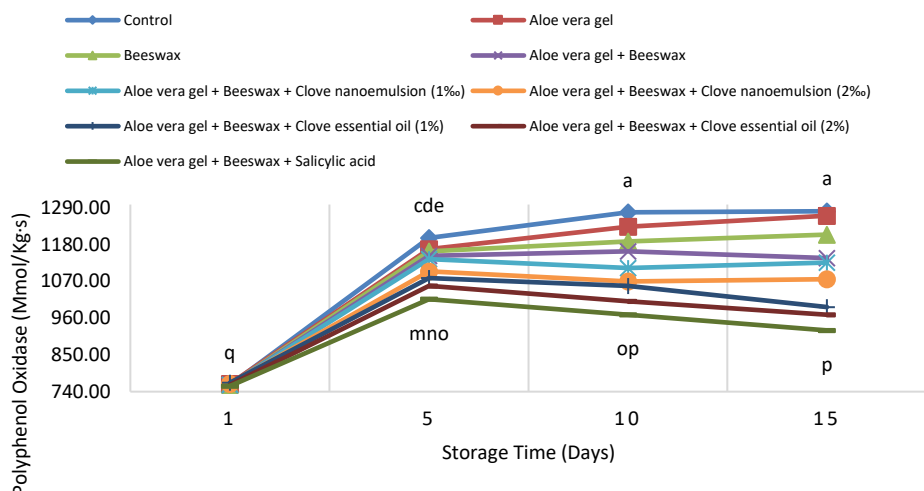 Control
Aloe vera gel
Beeswax
Aloe vera gel + Beeswax
Aloe vera gel + Beeswax + Clove nanoemulsion (1‰)
Aloe vera gel + Beeswax + Clove nanoemulsion (2‰)
Aloe vera gel + Beeswax + Clove essential oil (1%)
Aloe vera gel + Beeswax + Clove essential oil (2%)
Aloe vera gel + Beeswax + Salicylic acid
Polyphenol Oxidase (Mmol/Kg·s)
1290.00
1180.00
1070.00
960.00
850.00
740.00
q
cde
a
a
mno
op
p
1 5 10 15
Storage Time (Days)